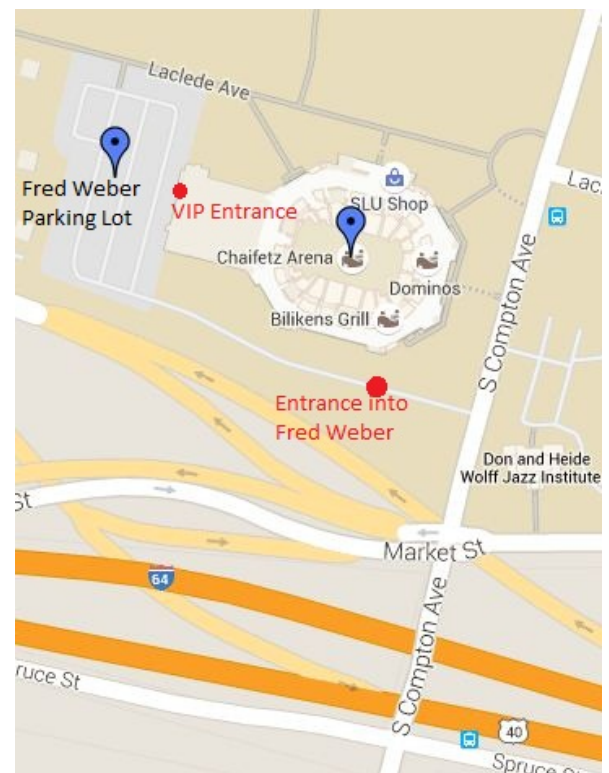 Laclede Ave
Fred Weber
Parking Lot
VIP Entrance
SLU Shop
Lac
Chaifetz Arena
Dominos
Bilikens Grill
S Compton Ave
Entrance into
Fred Weber
Don and Heide
Wolff Jazz Institute
St
Market St
64
S Compton Ave
ruce St
40
Spruce St